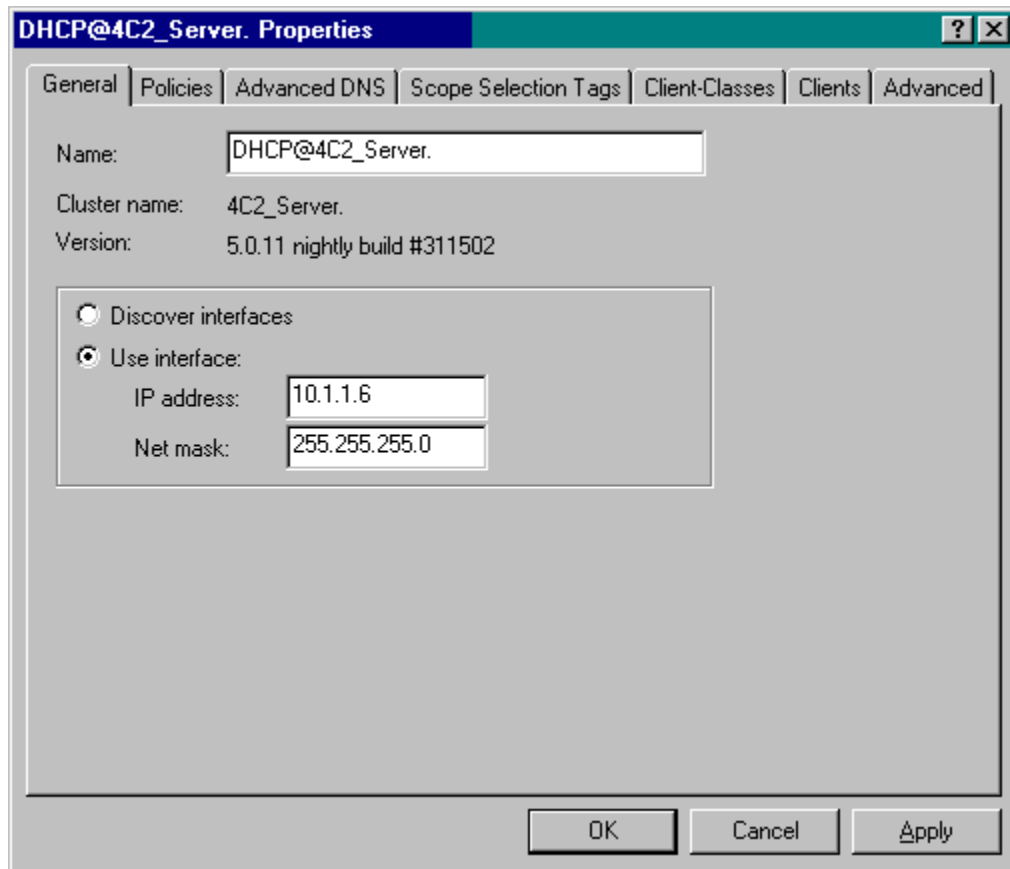 DHCP@4C2_Server. Properties
General Policies Advanced DNS Scope Selection Tags Client-Classes Clients Advanced
Name: DHCP@4C2_Server.
Cluster name: 4C2_Server.
Version: 5.0.11 nightly build #311502
Discover interfaces
Use interface:
IP address: 10.1.1.6
Net mask: 255.255.255.0
OK Cancel Apply